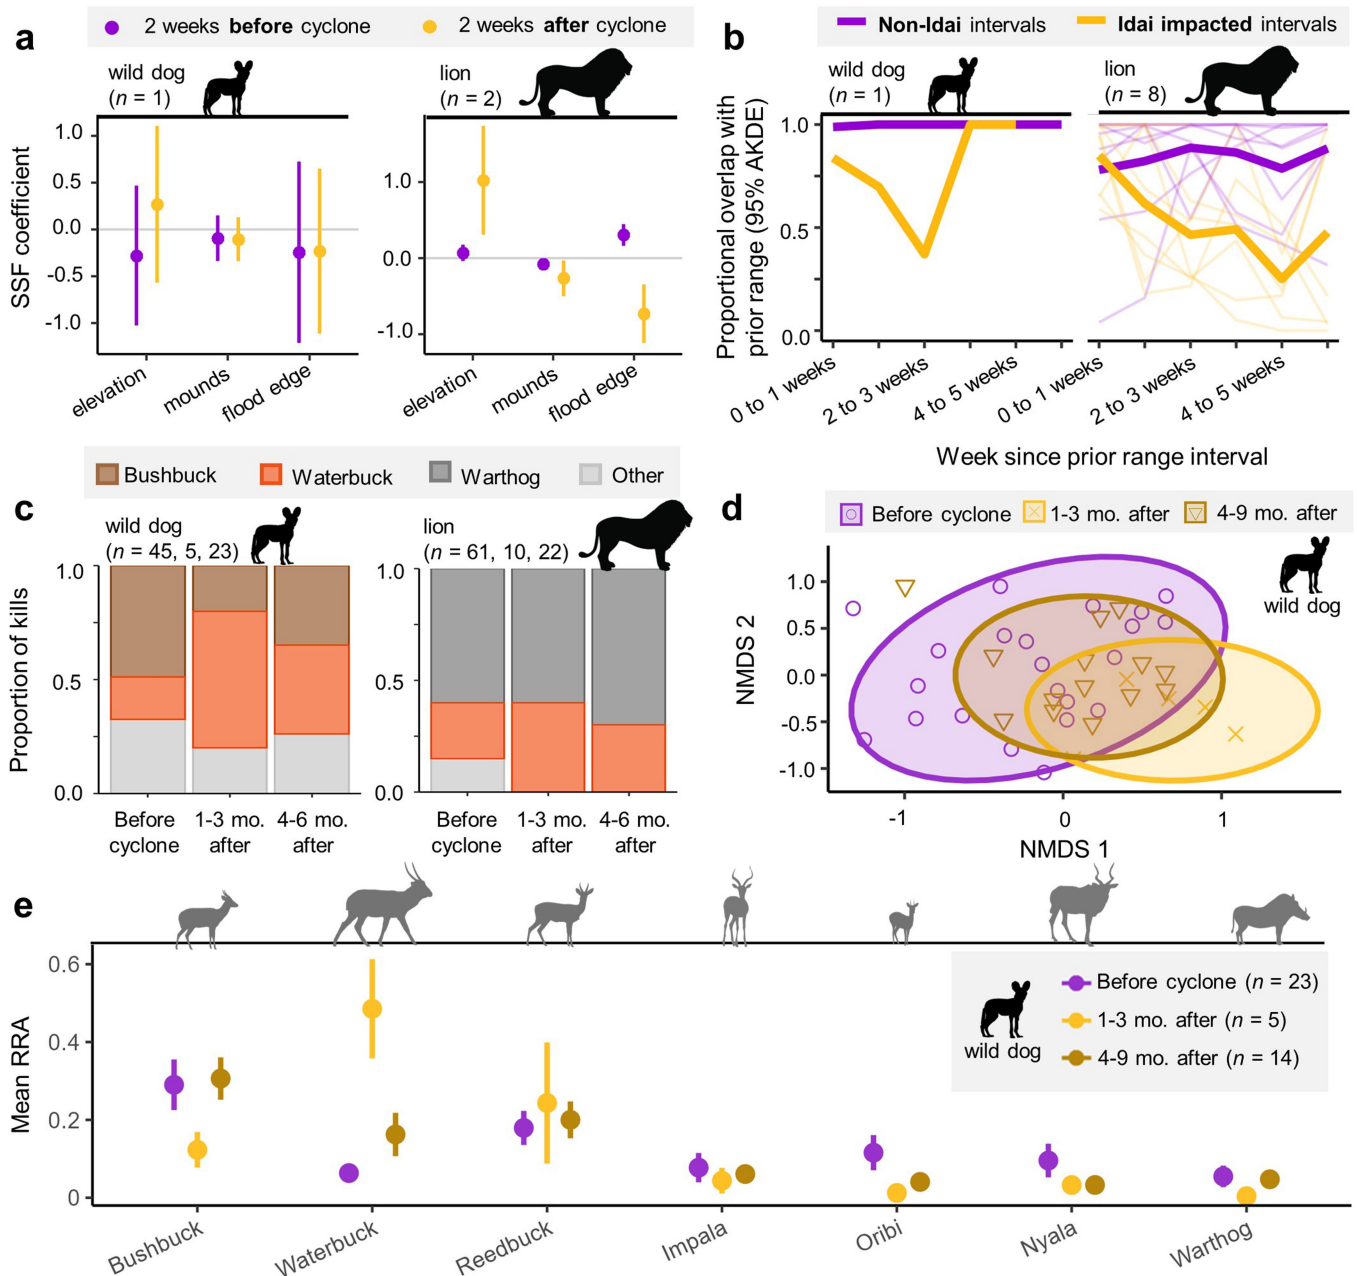 a
2 weeks before cyclone
2 weeks after cyclone
wild dog
(n = 1)
lion
(n = 2)
SSF coefficient
1.0
0.5
0.0
-0.5
-1.0
1.0
0.0
-1.0
elevation
mounds
flood edge
elevation
mounds
flood edge
b
Non-Idai intervals
Idai impacted intervals
wild dog
(n = 1)
lion
(n = 8)
Proportional overlap with
prior range (95% AKDE)
1.0
0.5
0.0
0 to 1 weeks
2 to 3 weeks
4 to 5 weeks
0 to 1 weeks
2 to 3 weeks
4 to 5 weeks
Week since prior range interval
c
Bushbuck
Waterbuck
Warthog
Other
wild dog
(n = 45, 5, 23)
lion
(n = 61, 10, 22)
Proportion of kills
1.0
0.5
0.0
1.0
0.5
0.0
Before
cyclone
1-3 mo.
after
4-6 mo.
after
Before
cyclone
1-3 mo.
after
4-6 mo.
after
d
Before cyclone
1-3 mo. after
4-9 mo. after
wild dog
NMDS 2
1.0
0.5
0.0
-0.5
-1.0
-1
0
1
NMDS 1
e
Mean RRA
0.6
0.4
0.2
0
wild dog
Before cyclone (n = 23)
1-3 mo. after (n = 5)
4-9 mo. after (n = 14)
Bushbuck
Waterbuck
Reedbuck
Impala
Oribi
Nyala
Warthog